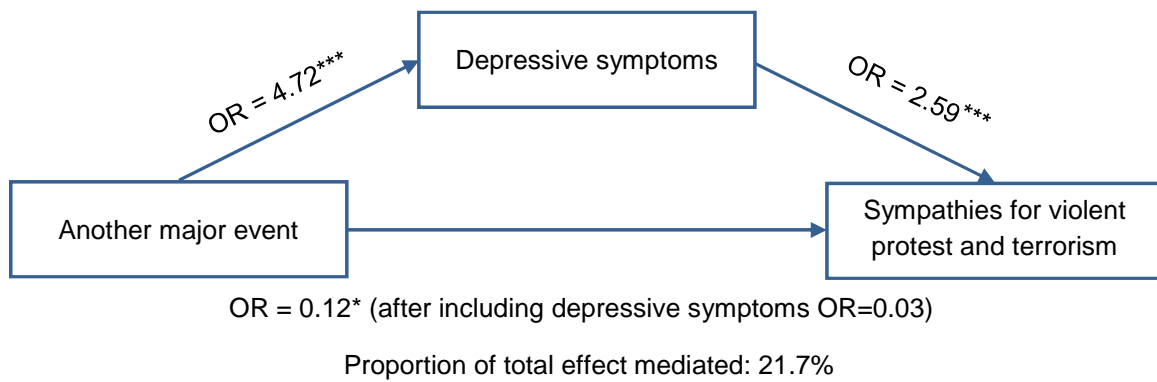 Depressive symptoms
OR = 4.72***
OR = 2.59***
Another major event
Sympathies for violent
protest and terrorism
OR = 0.12* (after including depressive symptoms OR=0.03)
Proportion of total effect mediated: 21.7%